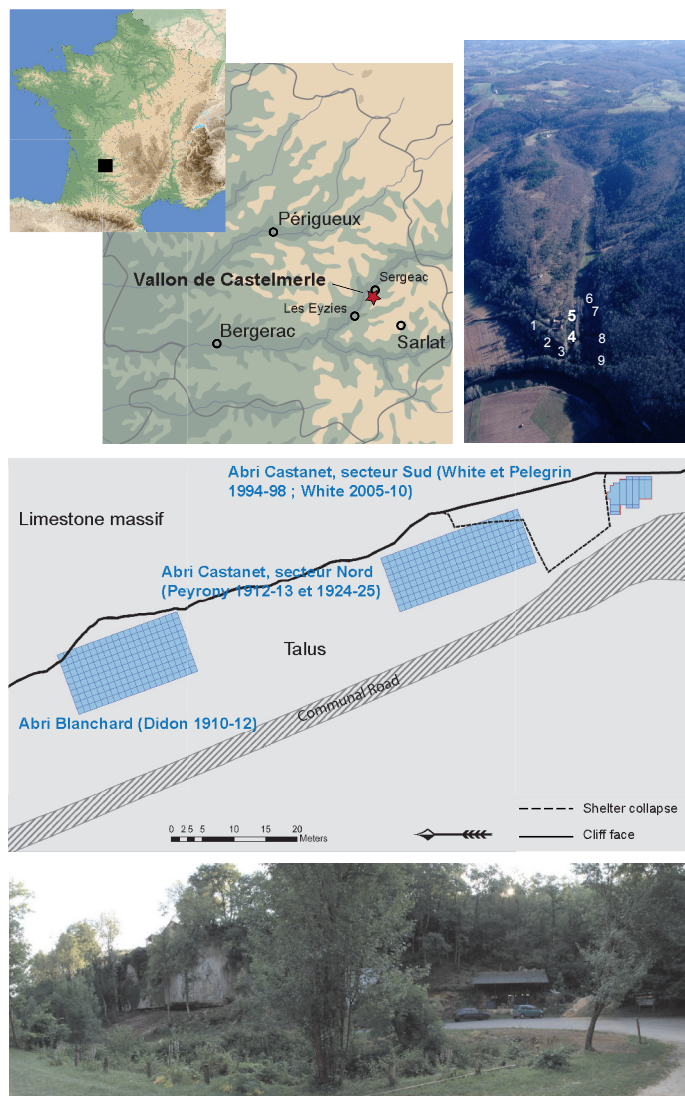 Périgueux
Vallon de Castelmerle
Sergeac
Les Eyzies
Bergerac
Sarlat
6
7
5
1
4
2
8
3
9
Abri Castanet, secteur Sud (White et Pelegrin
1994-98 ; White 2005-10)
Limestone massif
Abri Castanet, secteur Nord
(Peyrony 1912-13 et 1924-25)
Talus
Communal Road
Abri Blanchard (Didon 1910-12)
0 2 5 5 10 15 20
Meters
Shelter collapse
Cliff face